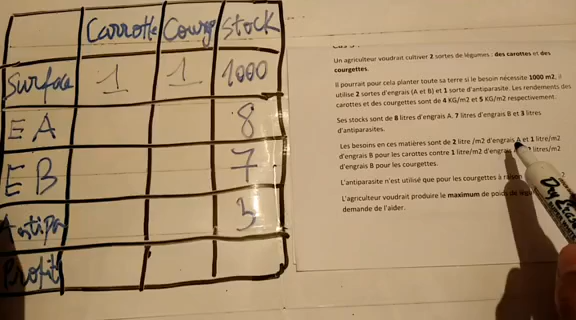 Carrotte Courg Stock
Surface 1 1 1000
EA 8
EB 7
Antipa 3
Profit
Un agriculteur voudrait cultiver 2 sortes de légumes : des carottes et des
courgettes.
Il pourrait pour cela planter toute sa terre si le besoin nécessite 1000 m2, il
utilise 2 sortes d'engrais (A et B) et 1 sorte d'antiparasite. Les rendements des
carottes et des courgettes sont de 4 KG/m2 et 5 KG/m2 respectivement.
Ses stocks sont de 8 litres d'engrais A, 7 litres d'engrais B et 3 litres
d'antiparasites.
Les besoins en ces matières sont de 2 litre /m2 d'engrais A et 1 litre/m2
d'engrais B pour les carottes contre 1 litre/m2 d'engrais litres/m2
d'engrais B pour les courgettes.
L'antiparasite n'est utilisé que pour les courgettes à raison 2
L'agriculteur voudrait produire le maximum de poids de
demande de l'aider.